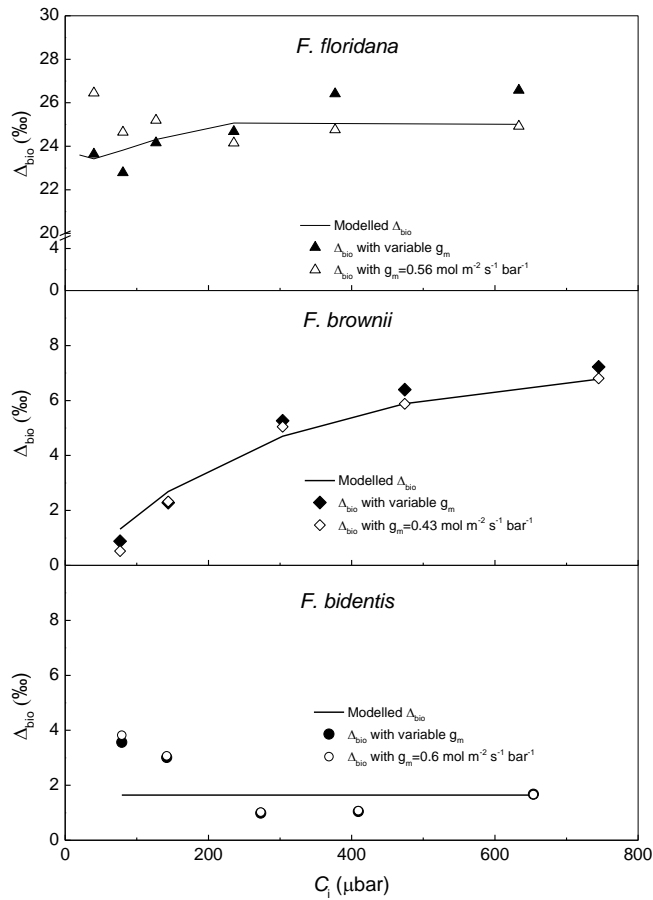 30
F. floridana
28
26
24
22
20
4
0
Δbio (‰)
Modelled Δbio
Δbio with variable gm
Δbio with gm=0.56 mol m-2 s-1 bar-1
F. brownii
8
6
4
2
0
Δbio (‰)
Modelled Δbio
Δbio with variable gm
Δbio with gm=0.43 mol m-2 s-1 bar-1
F. bidentis
8
6
4
2
0
Δbio (‰)
Modelled Δbio
Δbio with variable gm
Δbio with gm=0.6 mol m-2 s-1 bar-1
0 200 400 600 800
Ci (μbar)